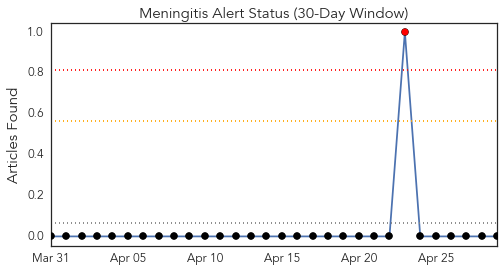 Meningitis Alert Status (30-Day Window)
Articles Found
1.0
0.8
0.6
0.4
0.2
0.0
Mar 31 Apr 05 Apr 10 Apr 15 Apr 20 Apr 25